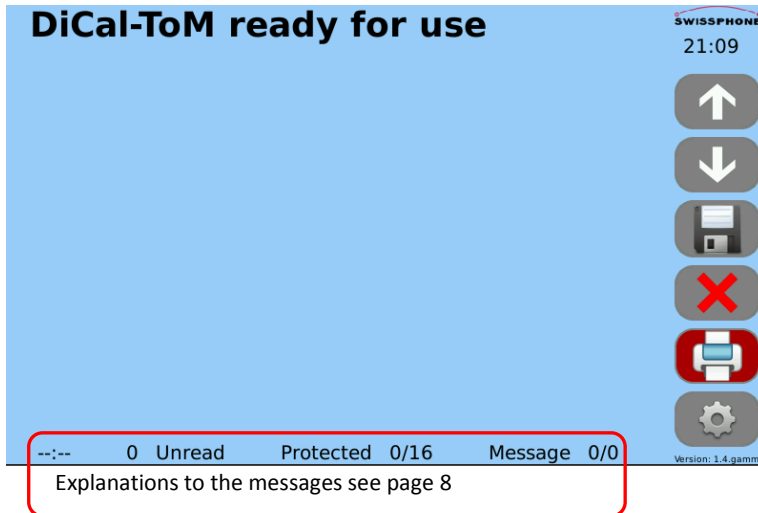 DiCal-ToM ready for use
SWISSPHONE
21:09
--:-- 0 Unread Protected 0/16 Message 0/0
Version: 1.4.gamm
Explanations to the messages see page 8